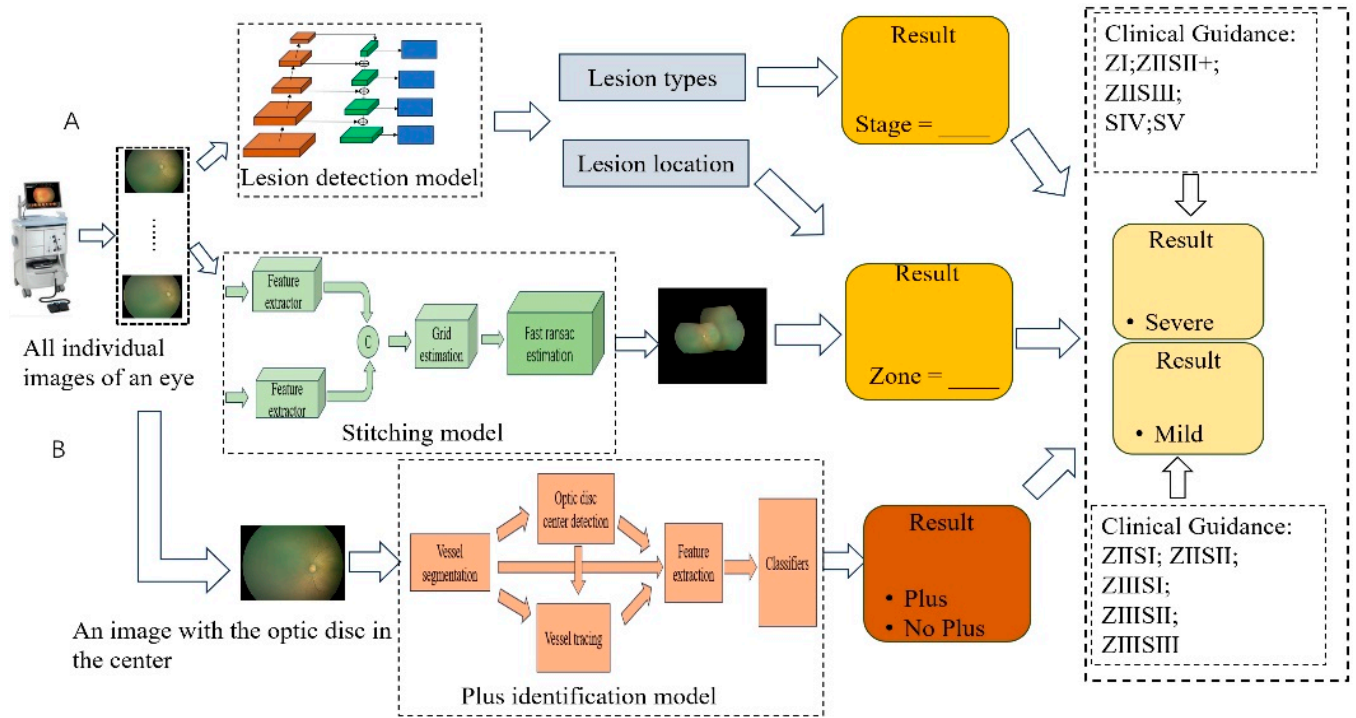 A
All individual
images of an eye
Lesion detection model
Lesion types
Lesion location
Result
Stage = ____
Feature
extractor
Feature
extractor
C
Grid
estimation
Fast ransac
estimation
Stitching model
Result
Zone = ____
B
An image with the optic disc in
the center
Vessel
segmentation
Optic disc
center detection
Vessel tracing
Feature
extraction
Classifiers
Plus identification model
Result
• Plus
• No Plus
Clinical Guidance:
ZI;ZIISII+;
ZIISIII;
SIV;SV
Result
• Severe
Result
• Mild
Clinical Guidance:
ZIISI; ZIISII;
ZIIISI;
ZIIISII;
ZIIISIII